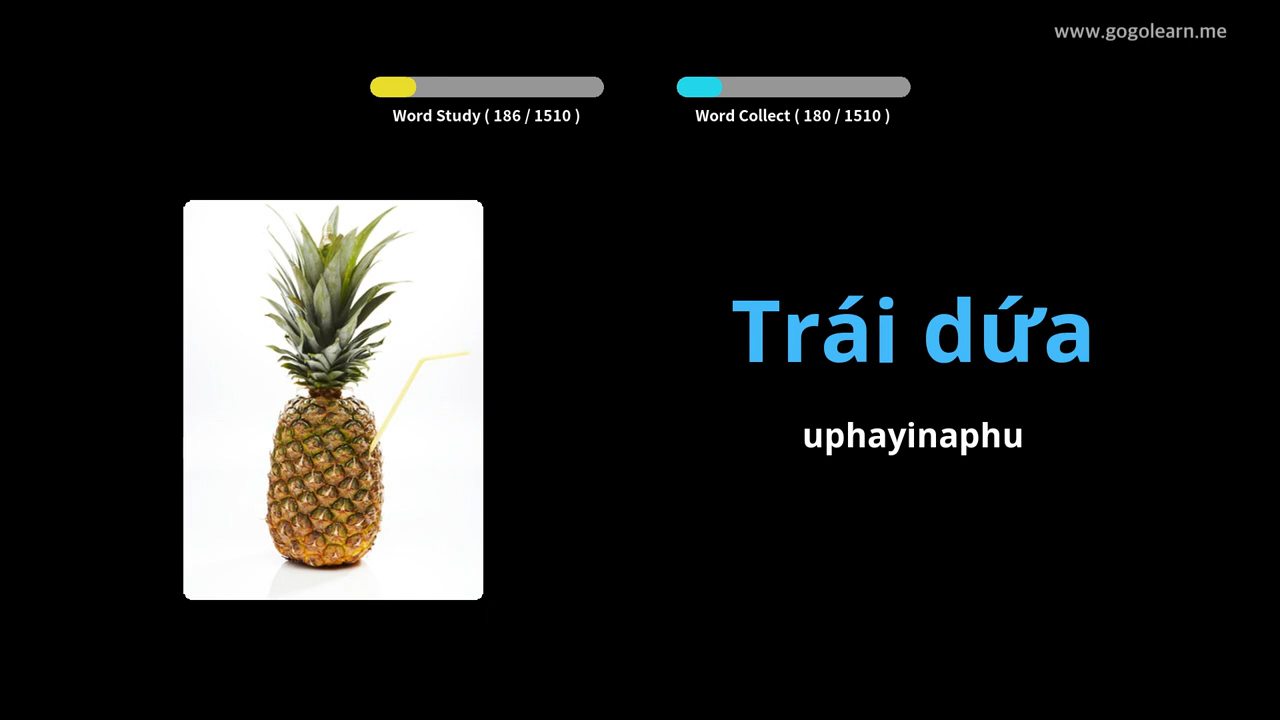 www.gogolearn.me
Word Study ( 186 / 1510 )
Word Collect ( 180 / 1510 )
Trái dứa
uphayinaphu